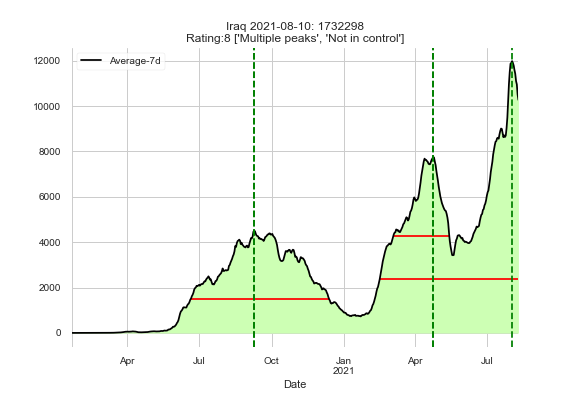 Iraq 2021-08-10: 1732298
Rating:8 ['Multiple peaks', 'Not in control']
Average-7d
12000
10000
8000
6000
4000
2000
0
Apr Jul Oct Jan Apr Jul
2021
Date